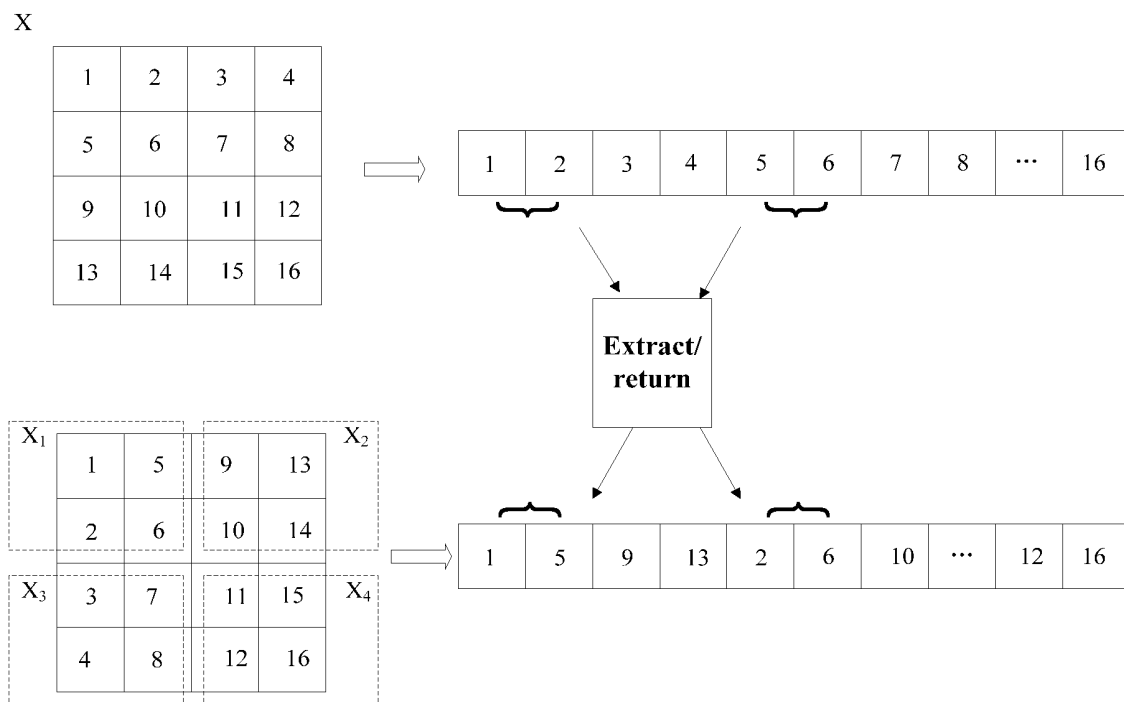 X
1 2 3 4
5 6 7 8
9 10 11 12
13 14 15 16
1 2 3 4 5 6 7 8 ... 16
Extract/
return
X1 X2
1 5 9 13
2 6 10 14
X3 X4
3 7 11 15
4 8 12 16
1 5 9 13 2 6 10 ... 12 16